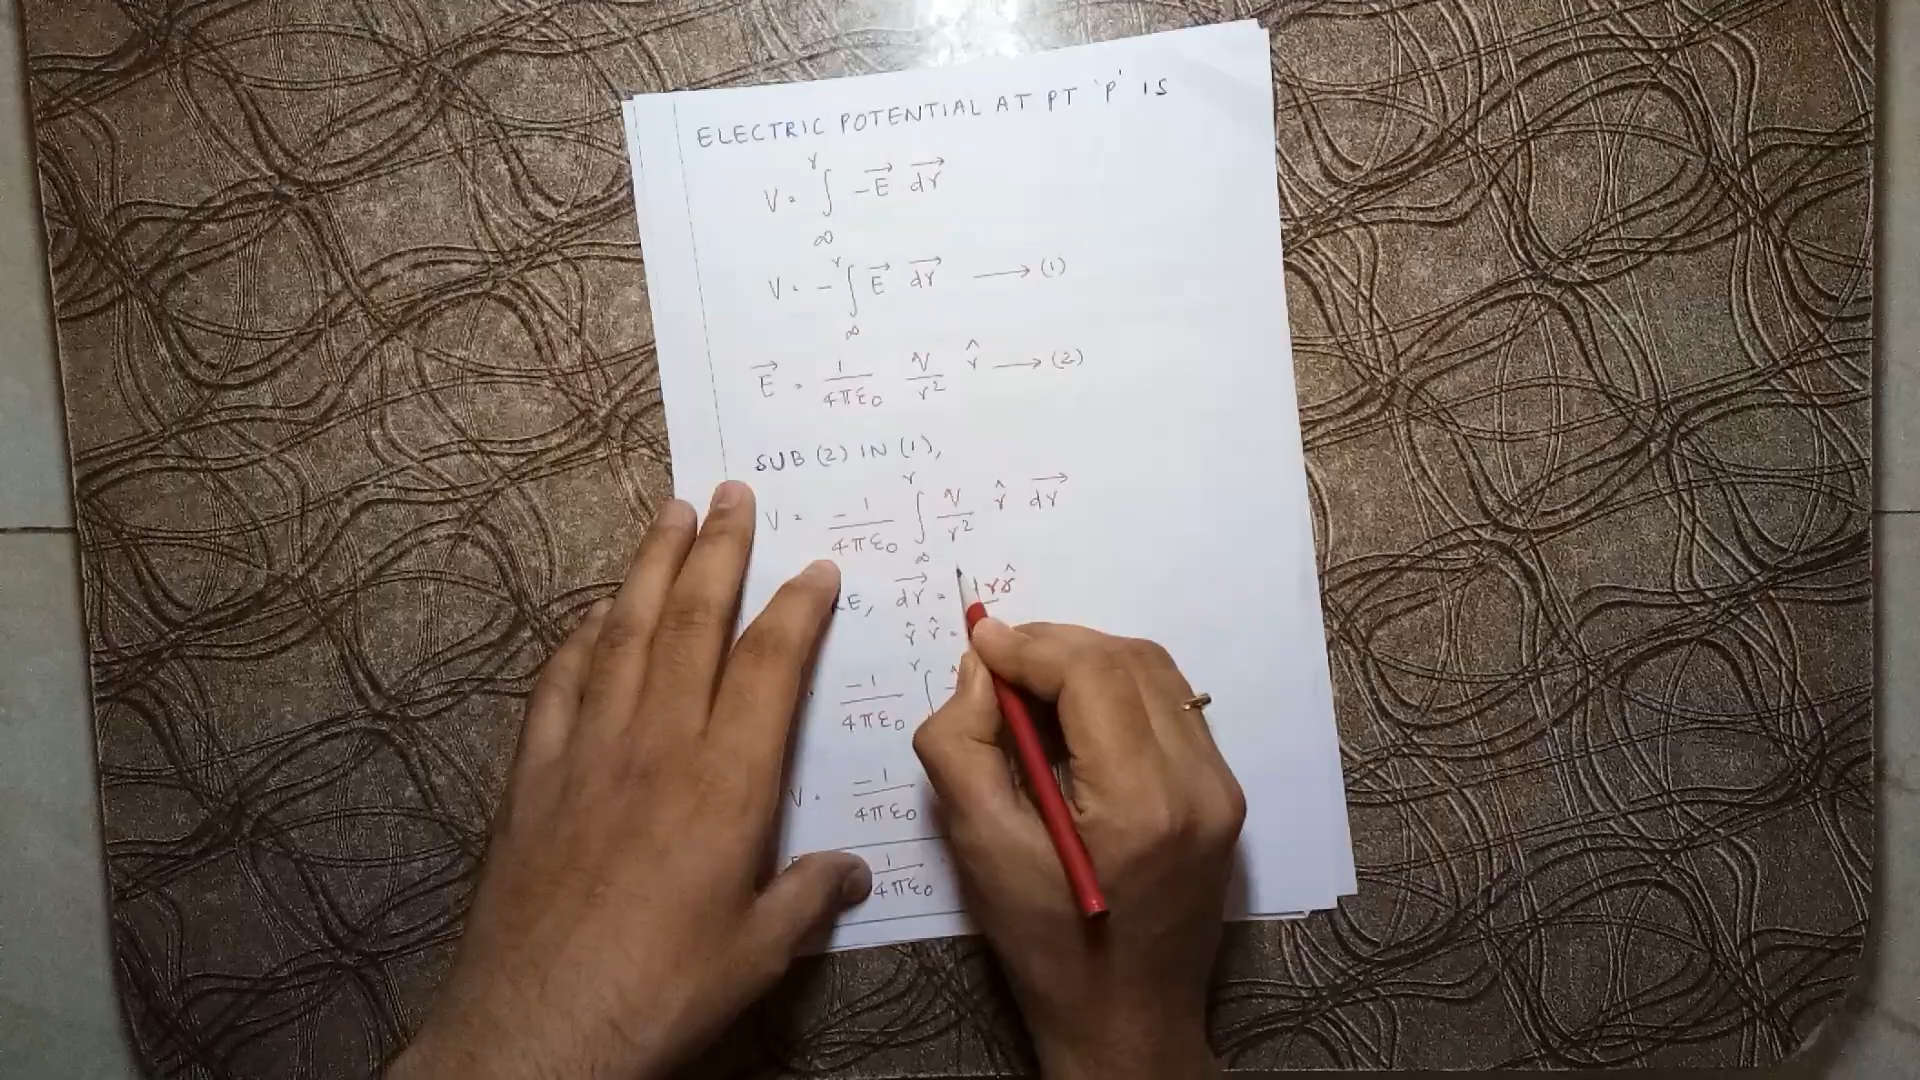 ELECTRIC POTENTIAL AT PT 'P' IS
V = ∫_∞^r -E⃗ dr⃗
V = -∫_∞^r E⃗ dr⃗ ⟶ (1)
E⃗ = 1/4πε₀ q/r² r̂ ⟶ (2)
SUB (2) IN (1),
V = -1/4πε₀ ∫_∞^r q/r² r̂ dr⃗
dr⃗ = drr̂
r̂ r̂ =
-1/4πε₀ ∫^r
V = -1/4πε₀
1/4πε₀